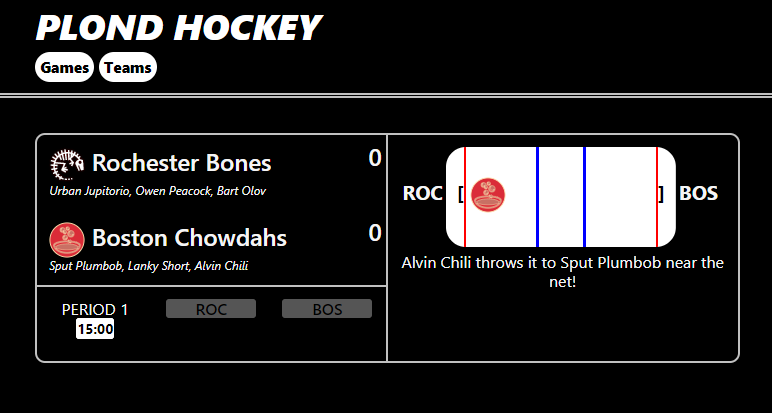 PLOND HOCKEY
Games Teams
Rochester Bones 0
Urban Jupitorio, Owen Peacock, Bart Olov
Boston Chowdahs 0
Sput Plumbob, Lanky Short, Alvin Chili
PERIOD 1 ROC BOS
15:00
ROC [ ] BOS
Alvin Chili throws it to Sput Plumbob near the
net!